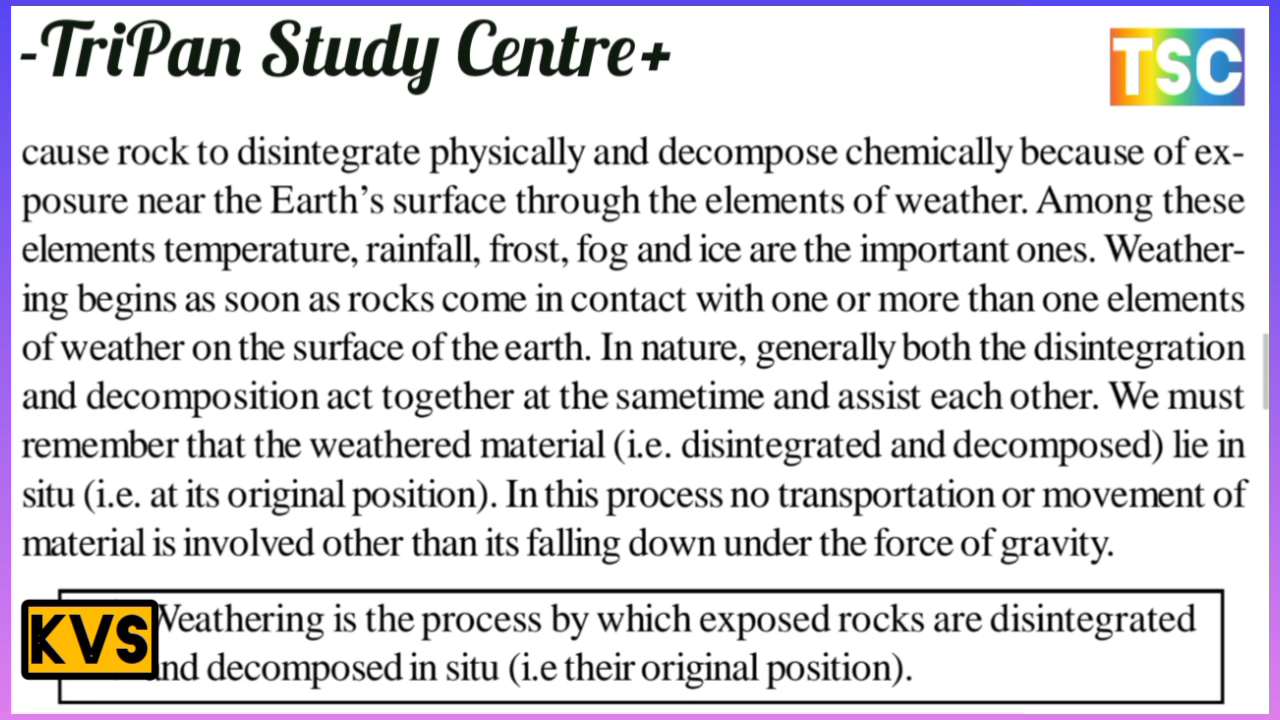 -TriPan Study Centre+
TSC
cause rock to disintegrate physically and decompose chemically because of ex-
posure near the Earth's surface through the elements of weather. Among these
elements temperature, rainfall, frost, fog and ice are the important ones. Weather-
ing begins as soon as rocks come in contact with one or more than one elements
of weather on the surface of the earth. In nature, generally both the disintegration
and decomposition act together at the sametime and assist each other. We must
remember that the weathered material (i.e. disintegrated and decomposed) lie in
situ (i.e. at its original position). In this process no transportation or movement of
material is involved other than its falling down under the force of gravity.
Weathering is the process by which exposed rocks are disintegrated
and decomposed in situ (i.e their original position).
KVS